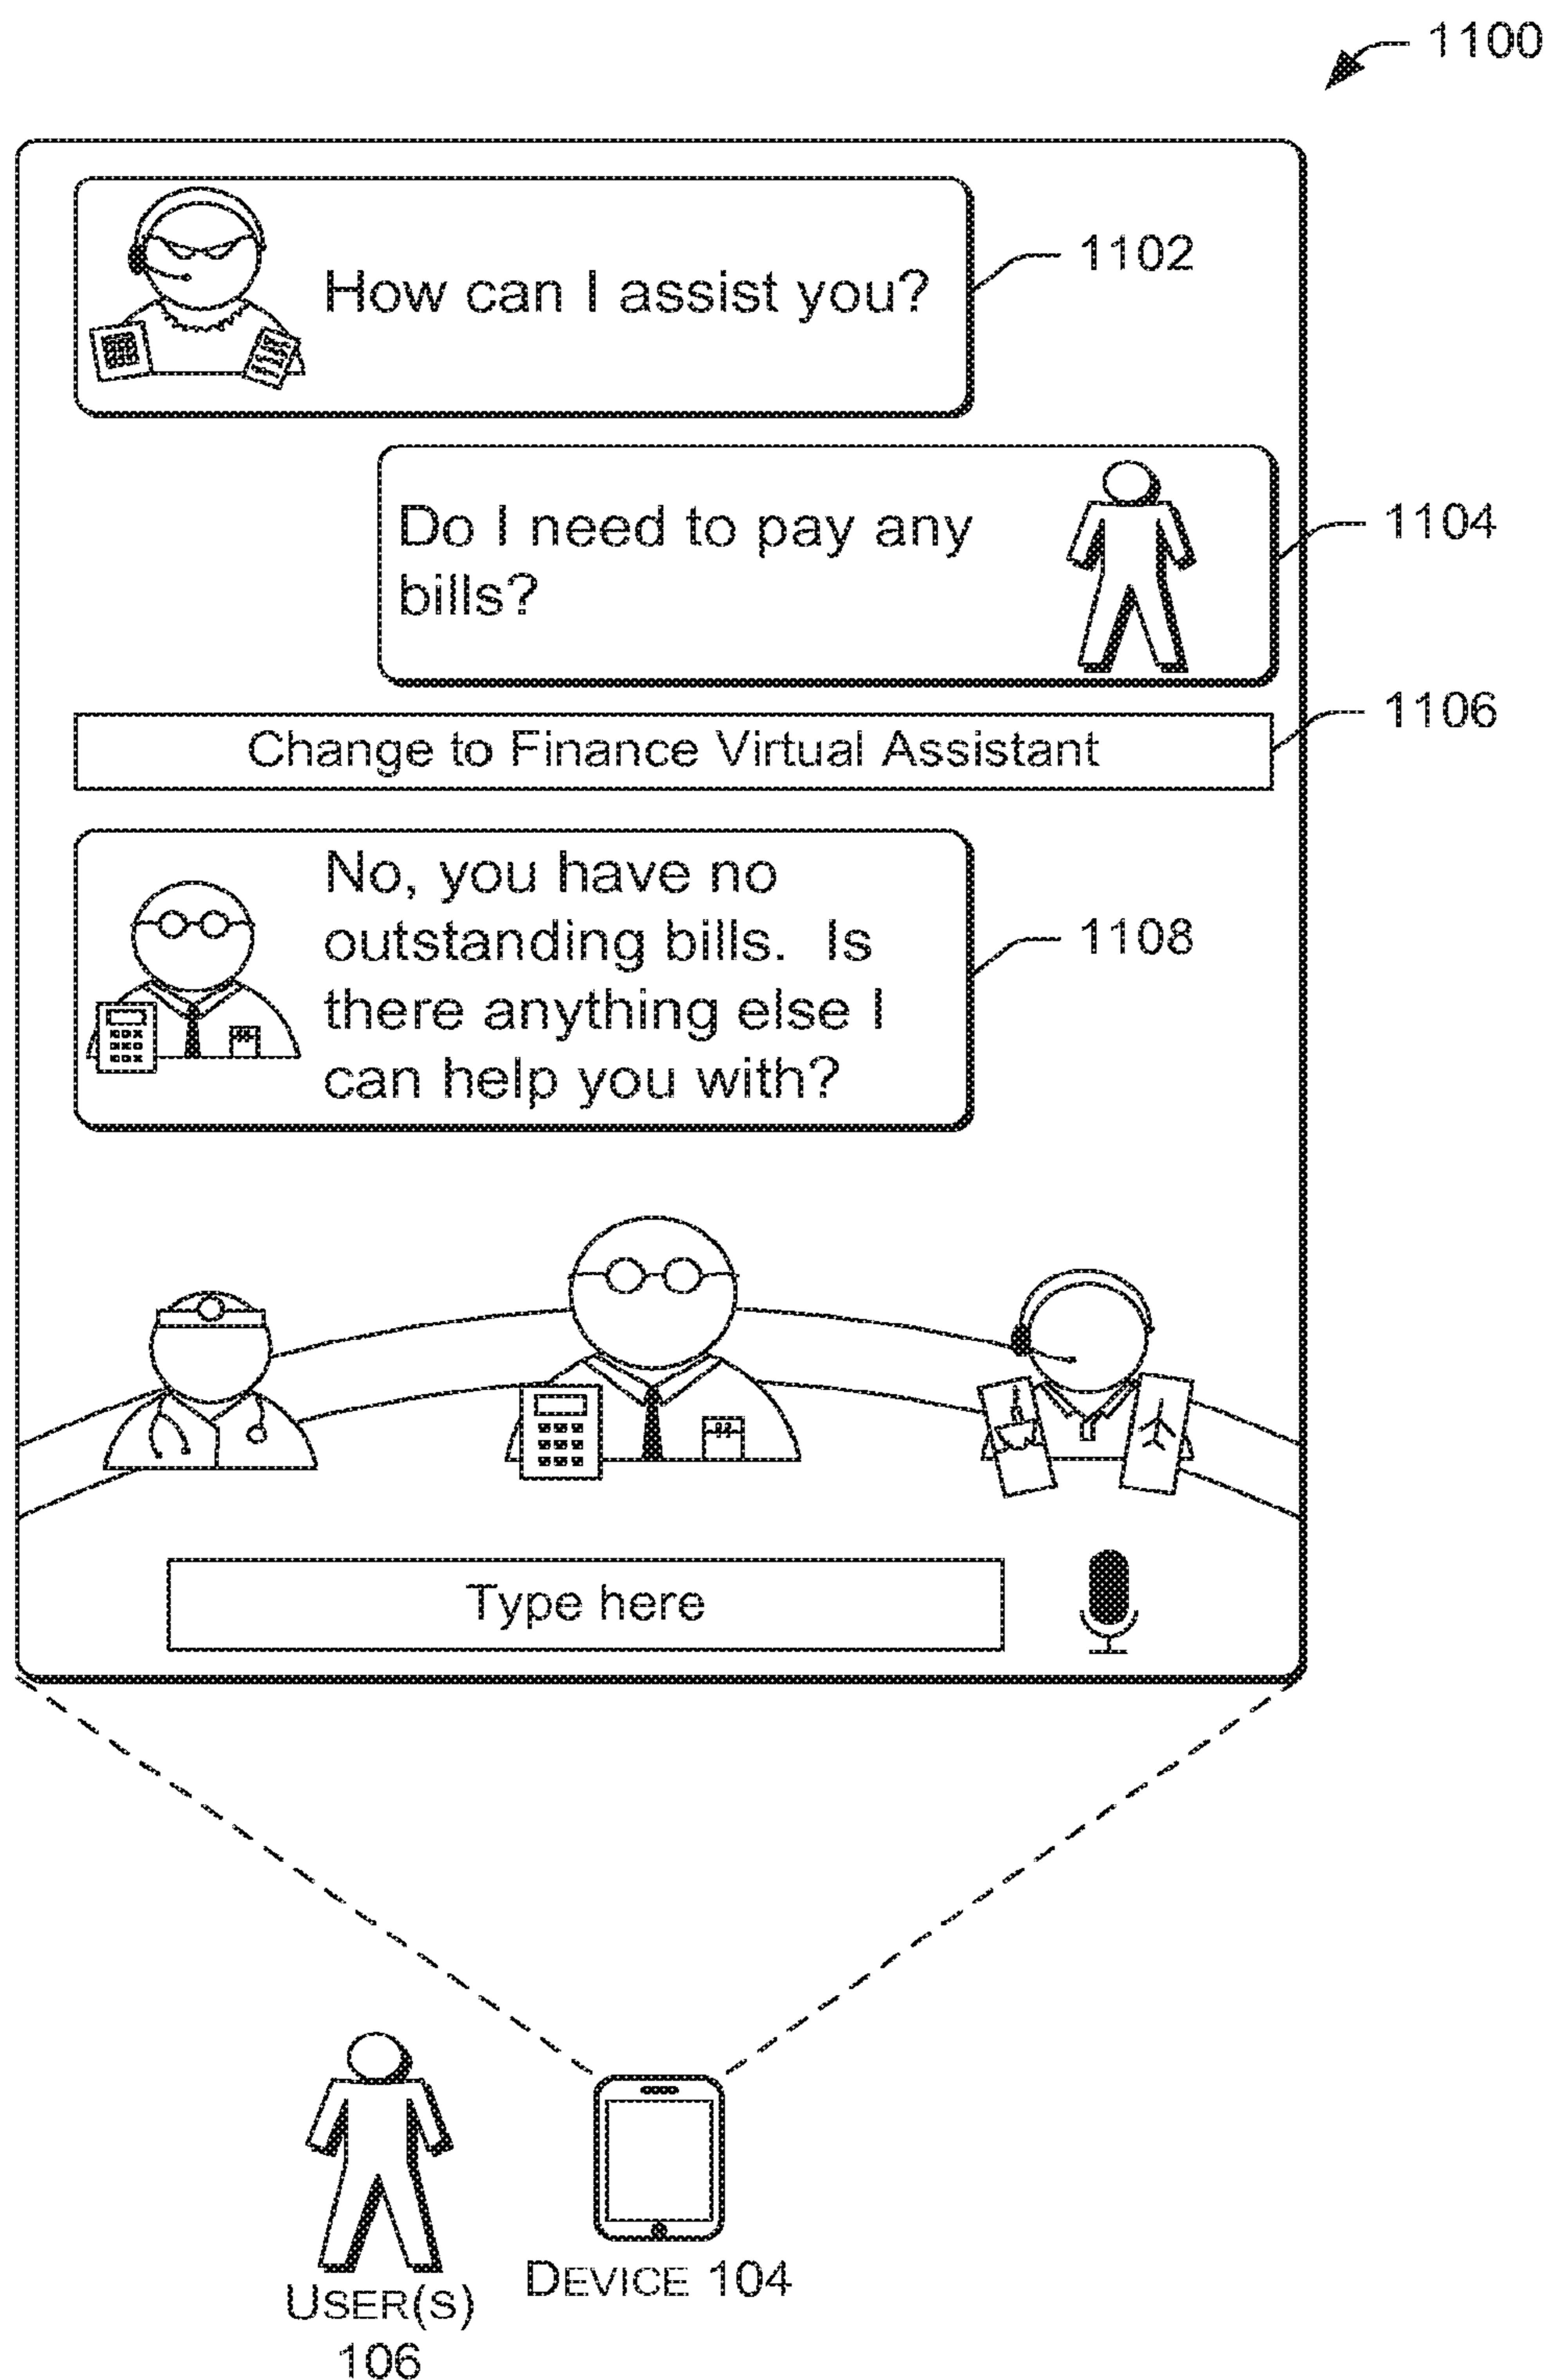 1100
How can I assist you?
1102
Do I need to pay any
bills?
1104
1106
Change to Finance Virtual Assistant
No, you have no
outstanding bills.  Is
there anything else I
can help you with?
1108
Type here
DEVICE 104
USER(S)
106